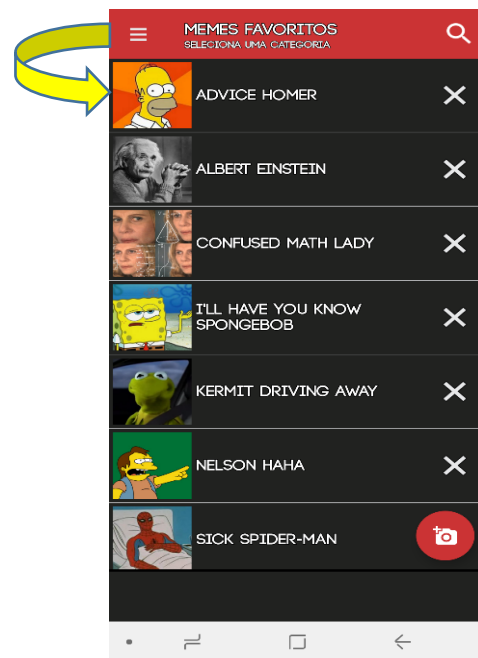 MEMES FAVORITOS
SELECIONA UMA CATEGORIA
ADVICE HOMER
ALBERT EINSTEIN
CONFUSED MATH LADY
I'LL HAVE YOU KNOW
SPONGEBOB
KERMIT DRIVING AWAY
NELSON HAHA
SICK SPIDER-MAN